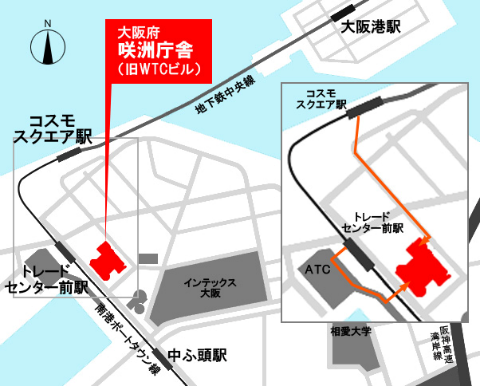 N
大阪府
咲洲庁舎
（旧WTCビル）
大阪港駅
地下鉄中央線
コスモ
スクエア駅
トレード
センター前駅
インテックス
大阪
南港ポートタウン線
中ふ頭駅
コスモ
スクエア駅
トレード
センター前駅
ATC
相愛大学
阪神高速
湾岸線